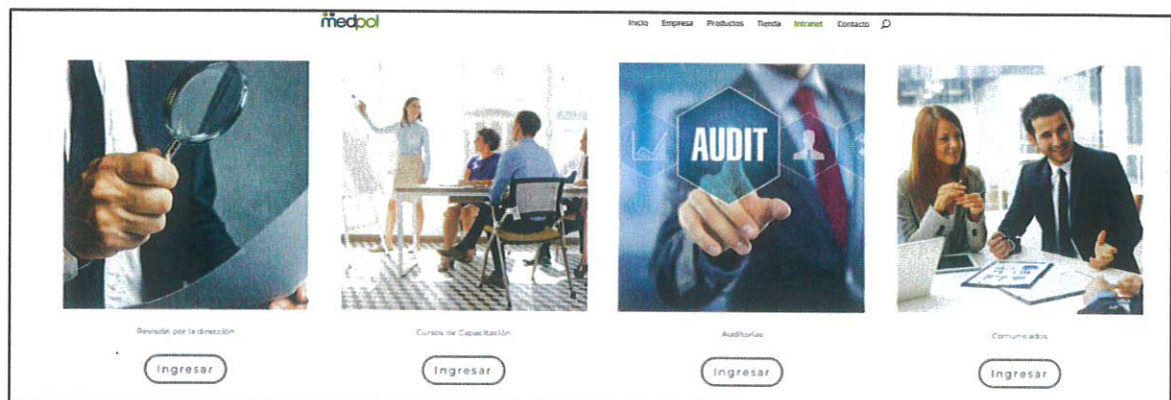 medpol
Inicio Empresa Productos Tienda Intranet Contacto
AUDIT
Revisión por la dirección
Cursos de Capacitación
Auditorías
Comunicados
Ingresar
Ingresar
Ingresar
Ingresar